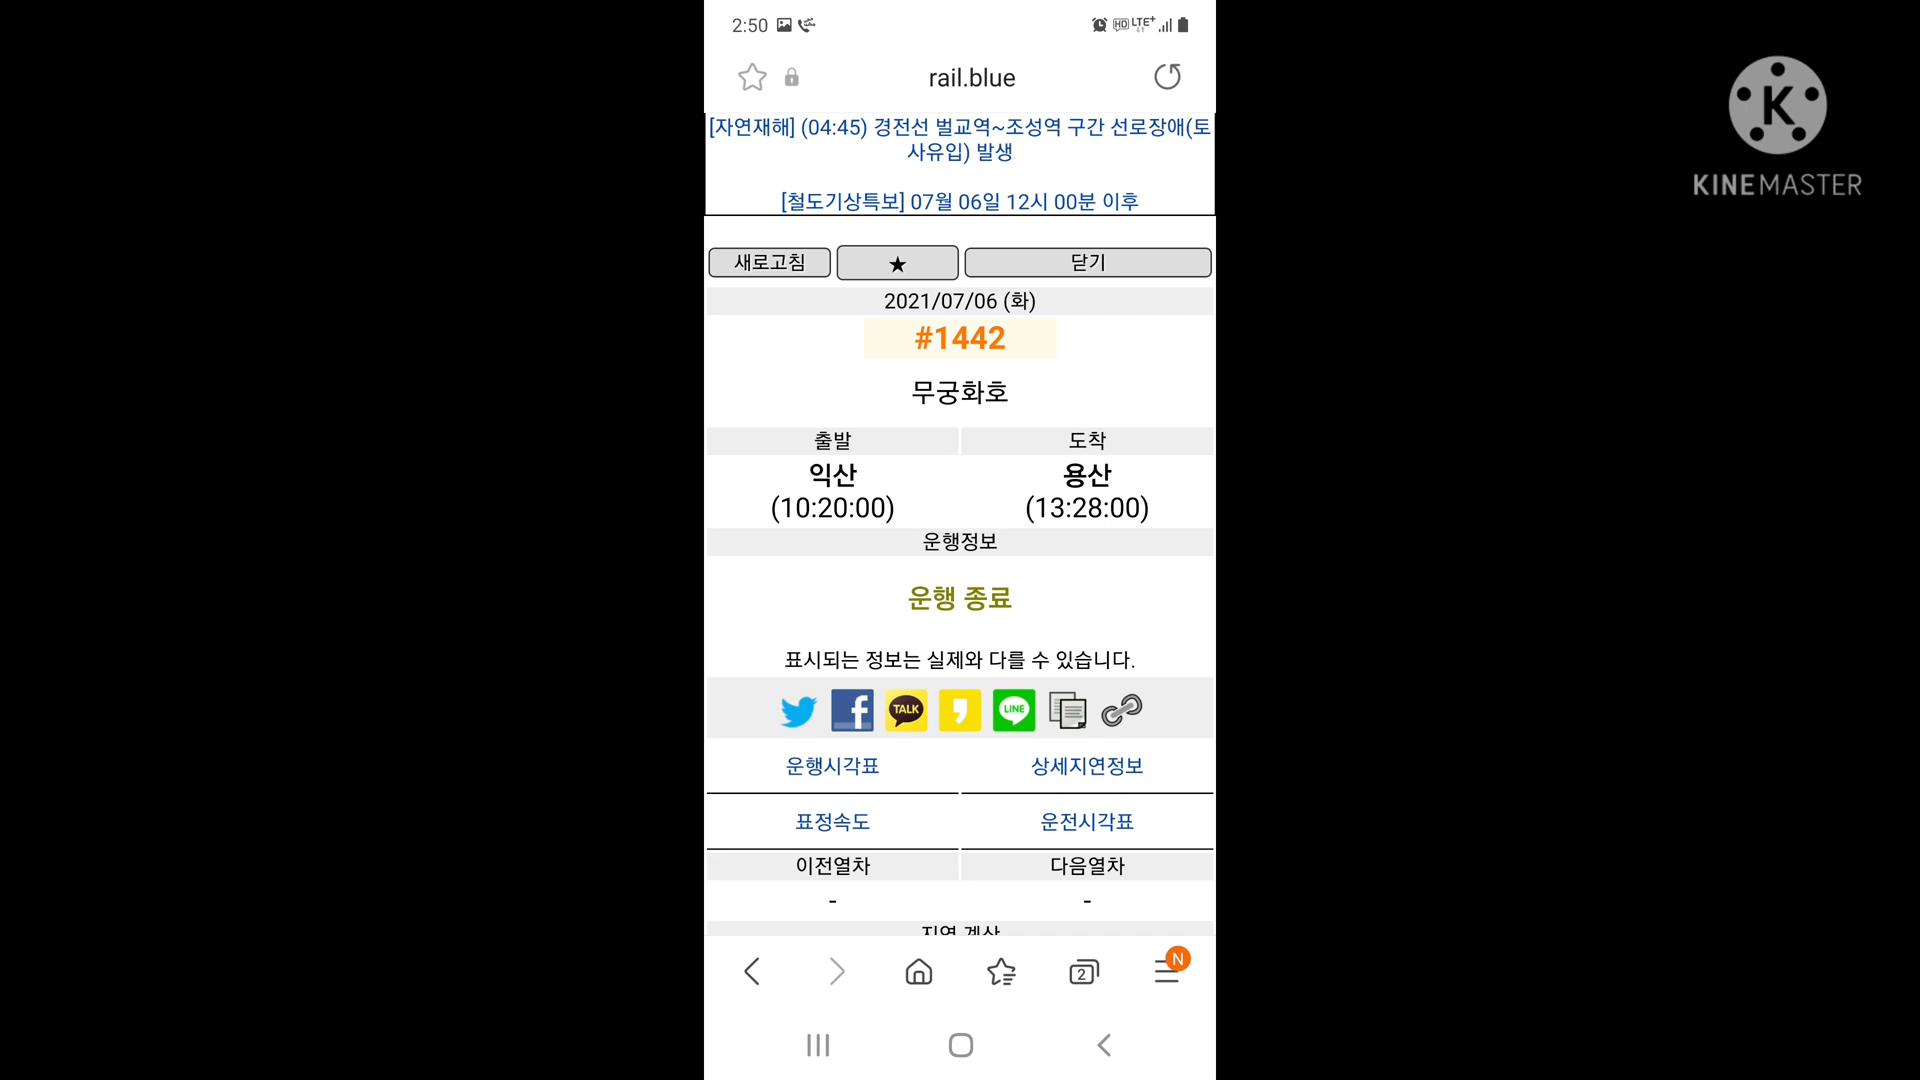 2:50
HD LTE+
rail.blue
[자연재해] (04:45) 경전선 벌교역~조성역 구간 선로장애(토
사유입) 발생
[철도기상특보] 07월 06일 12시 00분 이후
새로고침 ★ 닫기
2021/07/06 (화)
#1442
무궁화호
출발 도착
익산 용산
(10:20:00) (13:28:00)
운행정보
운행 종료
표시되는 정보는 실제와 다를 수 있습니다.
TALK LINE
운행시각표 상세지연정보
표정속도 운전시각표
이전열차 다음열차
- -
지연 계산
2 N
K
KINEMASTER